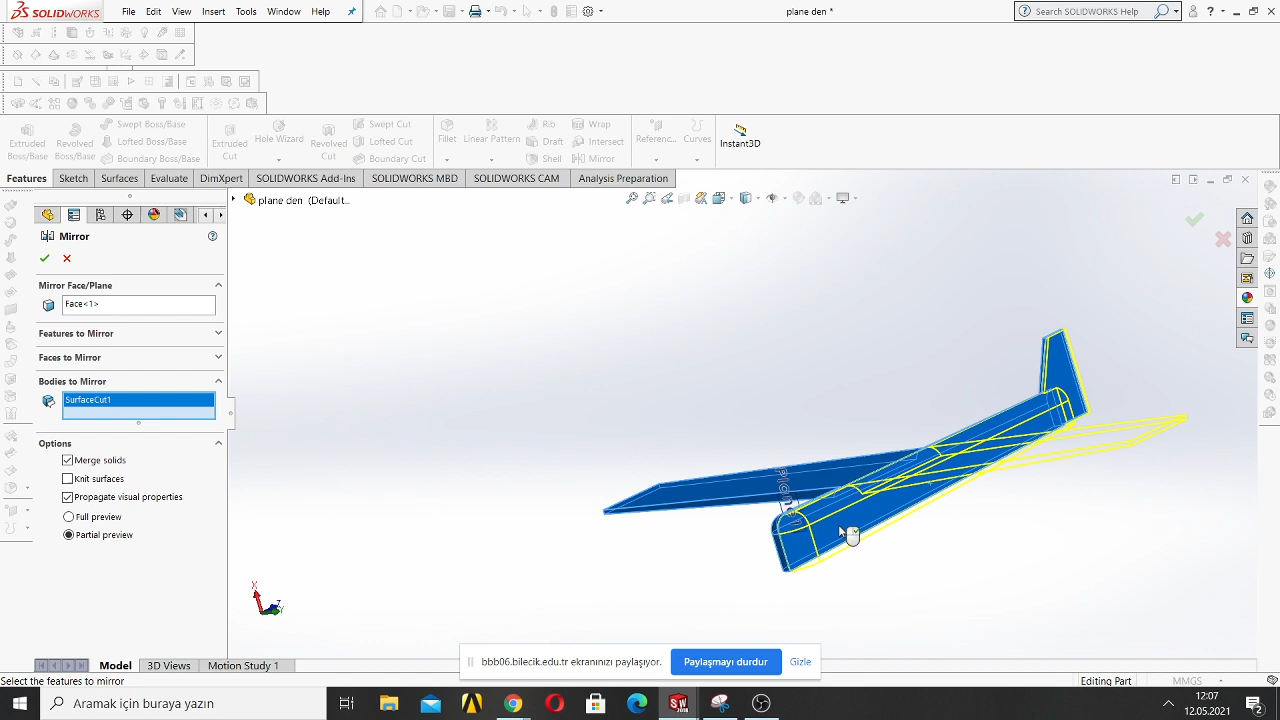 SOLIDWORKS File Edit View Insert Tools Window Help
plane den *
Search SOLIDWORKS Help
Extruded Boss/Base
Revolved Boss/Base
Swept Boss/Base
Lofted Boss/Base
Boundary Boss/Base
Extruded Cut
Hole Wizard
Revolved Cut
Swept Cut
Lofted Cut
Boundary Cut
Fillet
Linear Pattern
Rib
Draft
Shell
Wrap
Intersect
Mirror
Referenc...
Curves
Instant3D
Features Sketch Surfaces Evaluate DimXpert SOLIDWORKS Add-Ins SOLIDWORKS MBD SOLIDWORKS CAM Analysis Preparation
plane den (Default...
Mirror
Mirror Face/Plane
Face<1>
Features to Mirror
Faces to Mirror
Bodies to Mirror
SurfaceCut1
Options
Merge solids
Knit surfaces
Propagate visual properties
Full preview
Partial preview
X
Z
Y
Model 3D Views Motion Study 1
bbb06.bilecik.edu.tr ekranınızı paylaşıyor. Paylaşmayı durdur Gizle
Select the features to mirror
Editing Part MMGS
Aramak için buraya yazın
SW
2018
12:07
12.05.2021
2